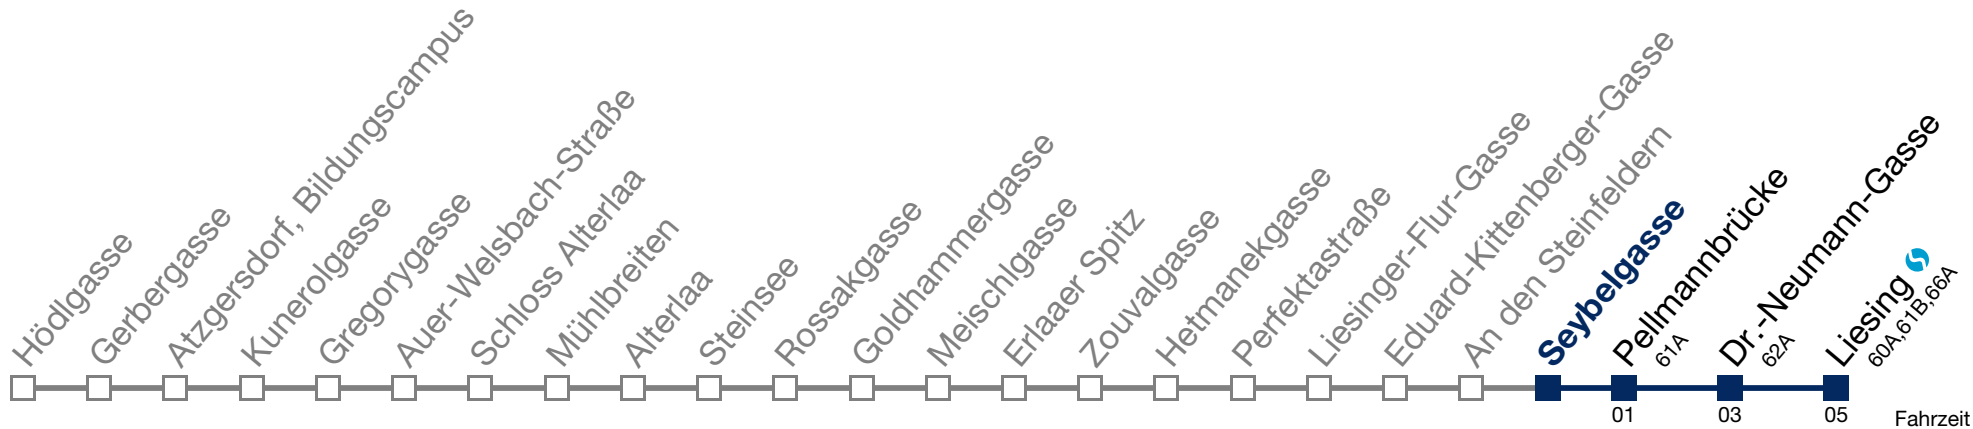 Hödlgasse
Gerbergasse
Atzgersdorf, Bildungscampus
Kunerolgasse
Gregorygasse
Auer-Welsbach-Straße
Schloss Alterlaa
Mühlbreiten
Alterlaa
Steinsee
Rossakgasse
Goldhammergasse
Meischlgasse
Erlaaer Spitz
Zouvalgasse
Hetmanekgasse
Perfektastraße
Liesinger-Flur-Gasse
Eduard-Kittenberger-Gasse
An den Steinfeldern
Seybelgasse
Pellmannbrücke
61A
Dr.-Neumann-Gasse
62A
Liesing
60A,61B,66A
01
03
05
Fahrzeit